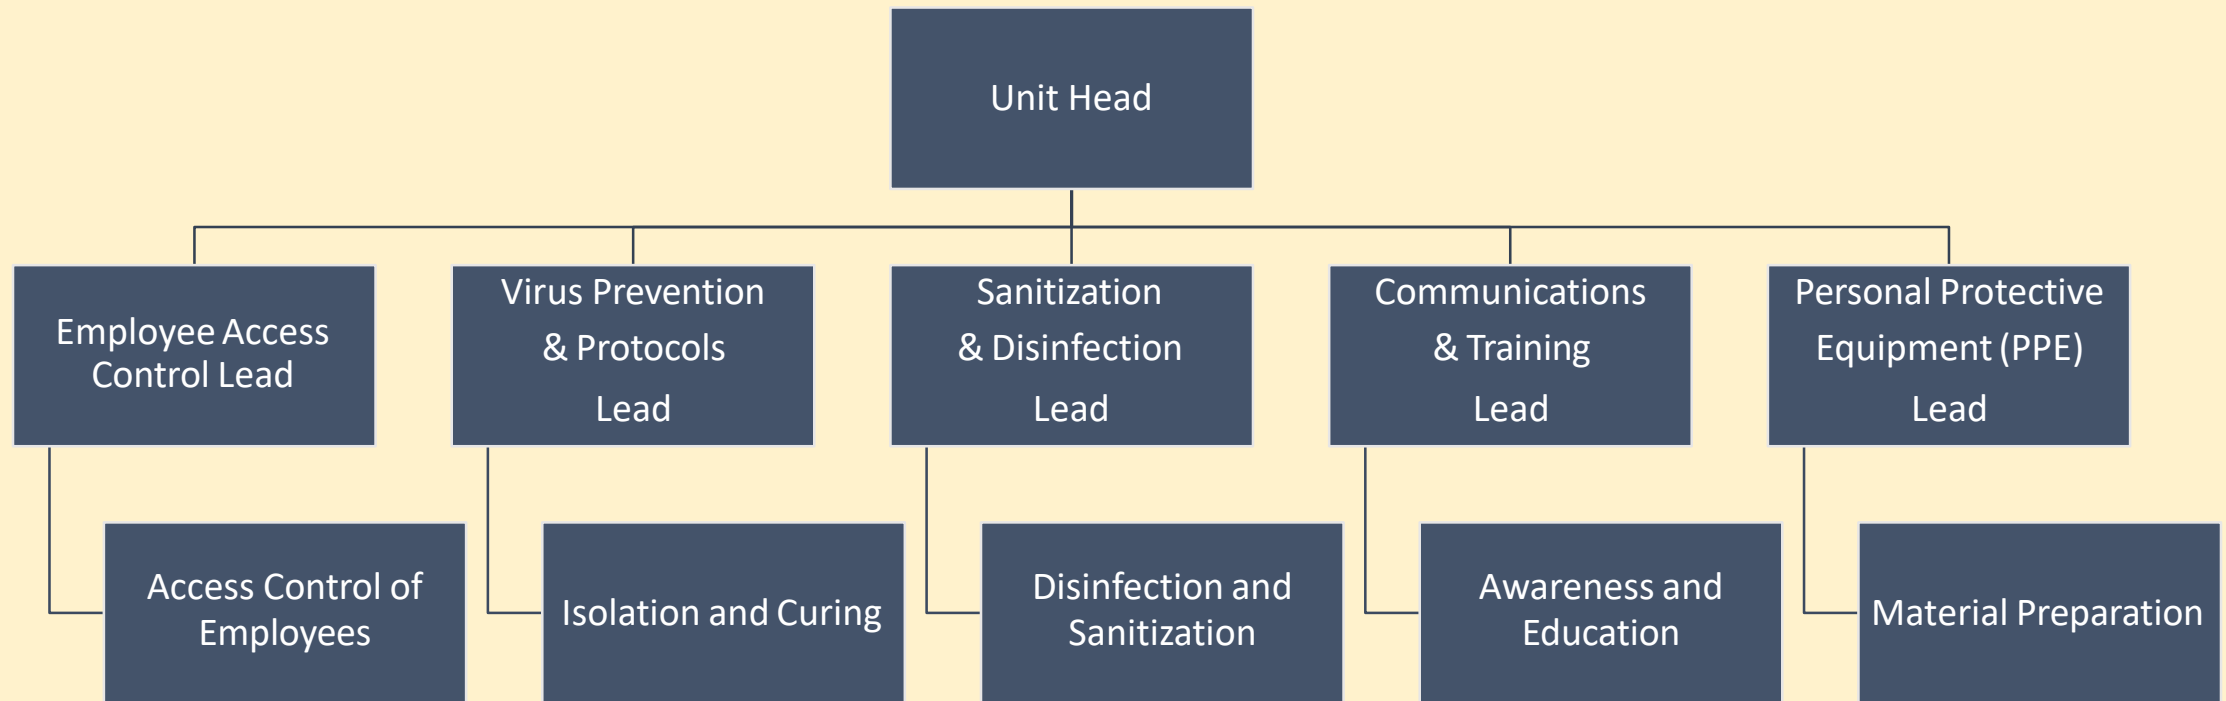 Unit Head
Employee Access
Control Lead
Virus Prevention
& Protocols
Lead
Sanitization
& Disinfection
Lead
Communications
& Training
Lead
Personal Protective
Equipment (PPE)
Lead
Access Control of
Employees
Isolation and Curing
Disinfection and
Sanitization
Awareness and
Education
Material Preparation